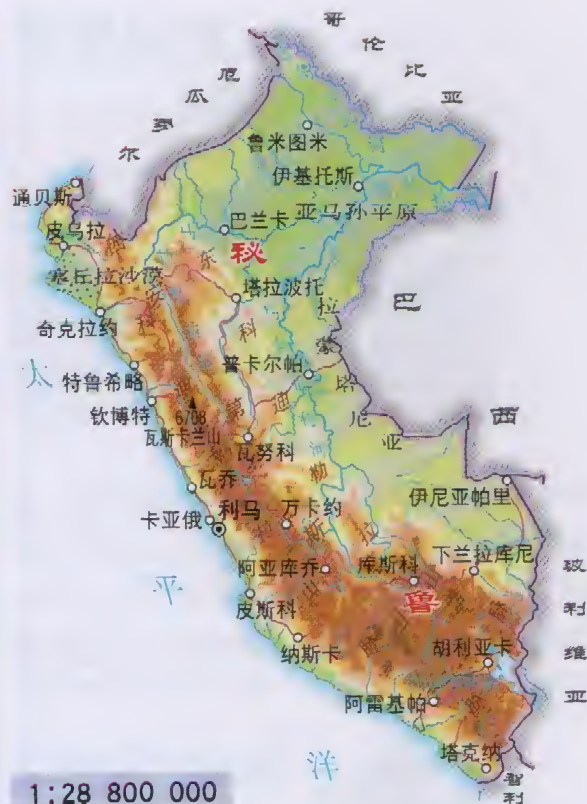 哥伦比亚
厄瓜多尔
鲁米图米
伊基托斯
通贝斯
巴兰卡
亚马孙平原
皮乌拉
秘
塞丘拉沙漠
塔拉波托
巴
奇克拉约
太
普卡尔帕
特鲁希略
钦博特
6768
西
瓦斯卡兰山
瓦努科
拉蒙塔尼亚
瓦乔
伊尼亚帕里
卡亚俄
利马
万卡约
阿亚库乔
库斯科
下兰拉库尼
平
皮斯科
鲁
玻利维亚
纳斯卡
胡利亚卡
阿雷基帕
塔克纳
洋
智利
1:28 800 000